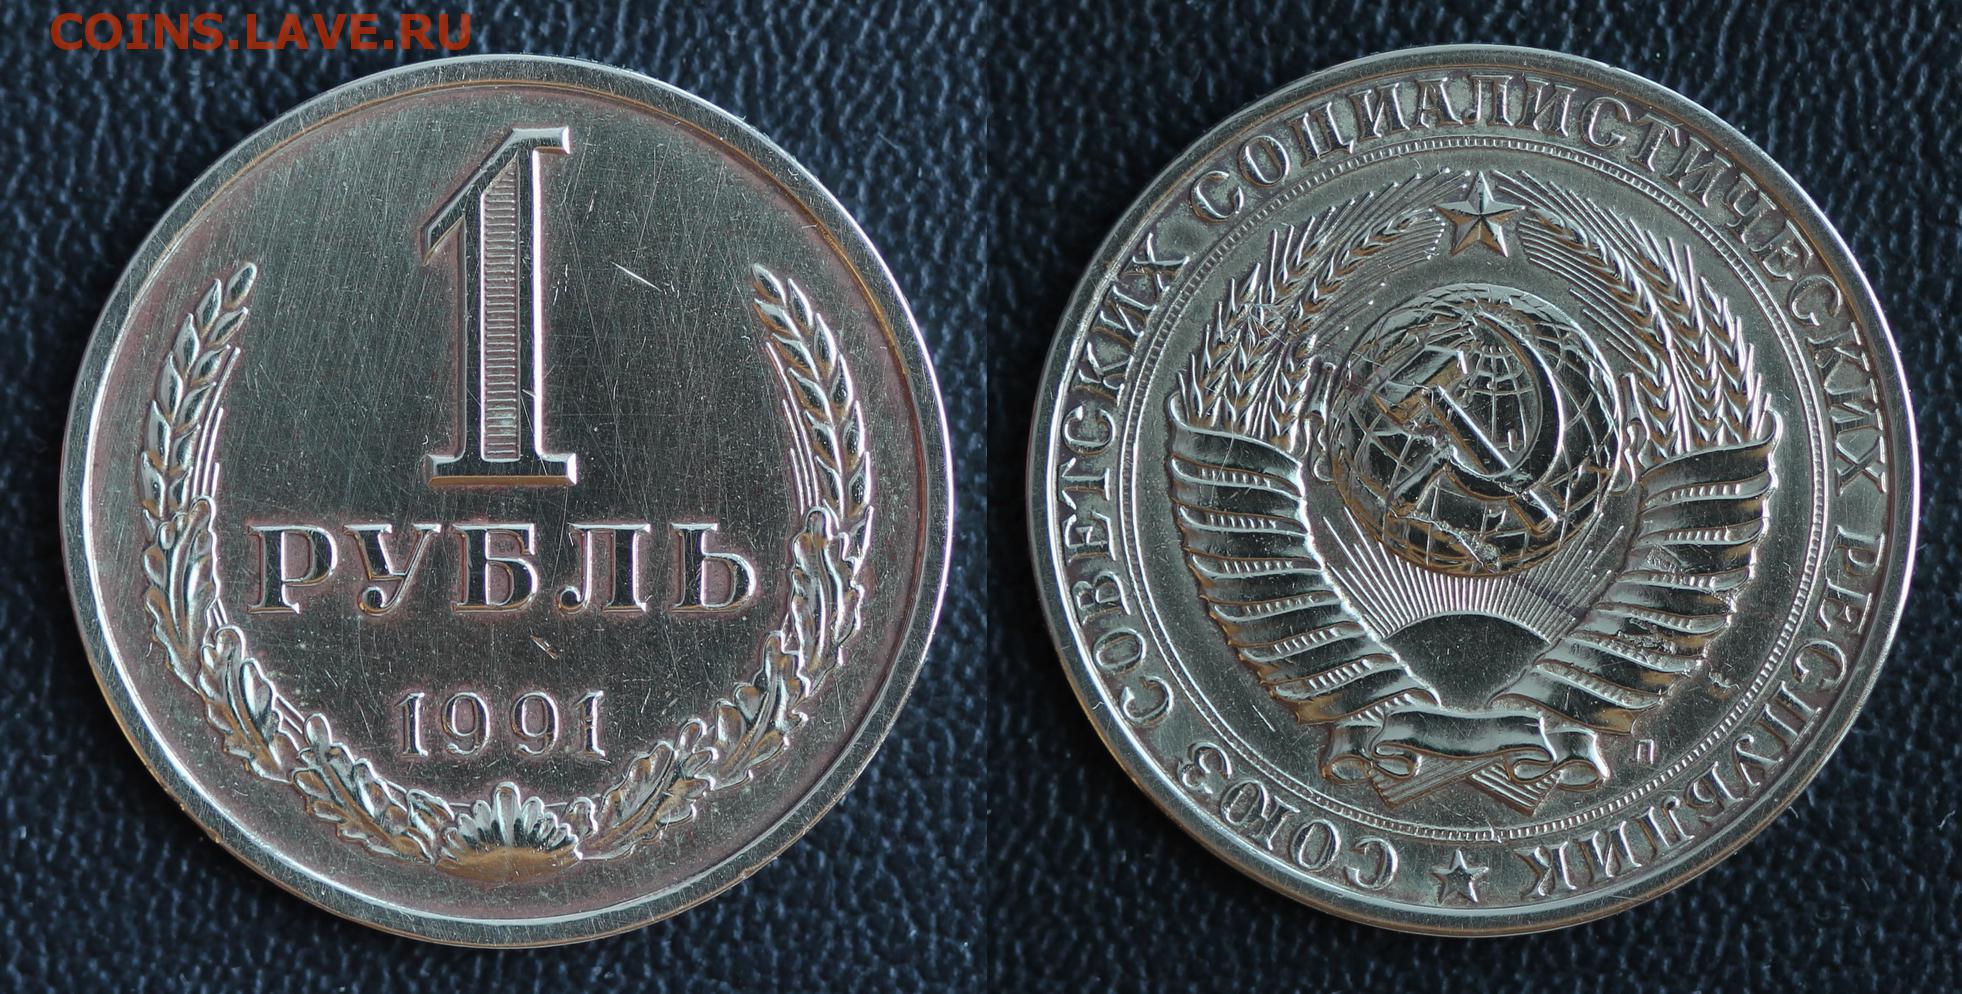 COINS.LAVE.RU
1
РУБЛЬ
1991
СОЮЗ СОВЕТСКИХ СОЦИАЛИСТИЧЕСКИХ РЕСПУБЛИК
Л